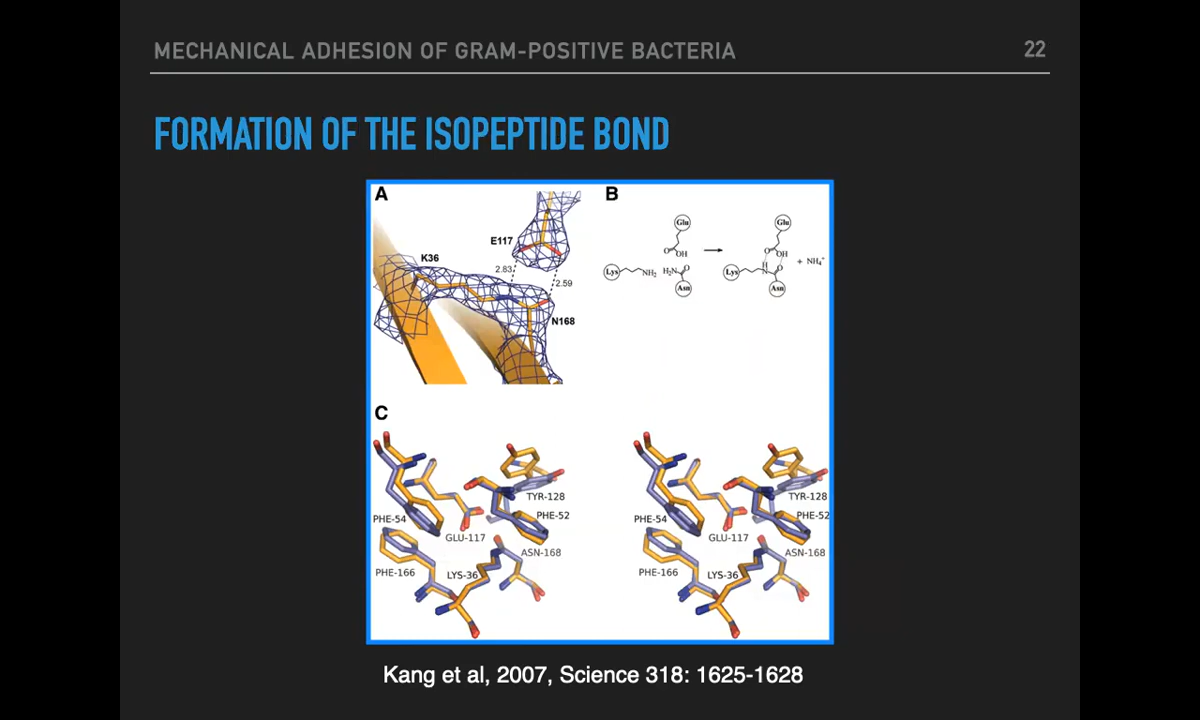 MECHANICAL ADHESION OF GRAM-POSITIVE BACTERIA
22
FORMATION OF THE ISOPEPTIDE BOND
A
E117
K36
2.83
2.59
N168
B
Glu
O
OH
Lys
NH₂
H₂N
O
Asn
Glu
O
OH
Lys
H
N
O
Asn
+ NH₄⁺
C
TYR-128
PHE-54
PHE-52
GLU-117
ASN-168
PHE-166
LYS-36
TYR-128
PHE-54
PHE-52
GLU-117
ASN-168
PHE-166
LYS-36
Kang et al, 2007, Science 318: 1625-1628